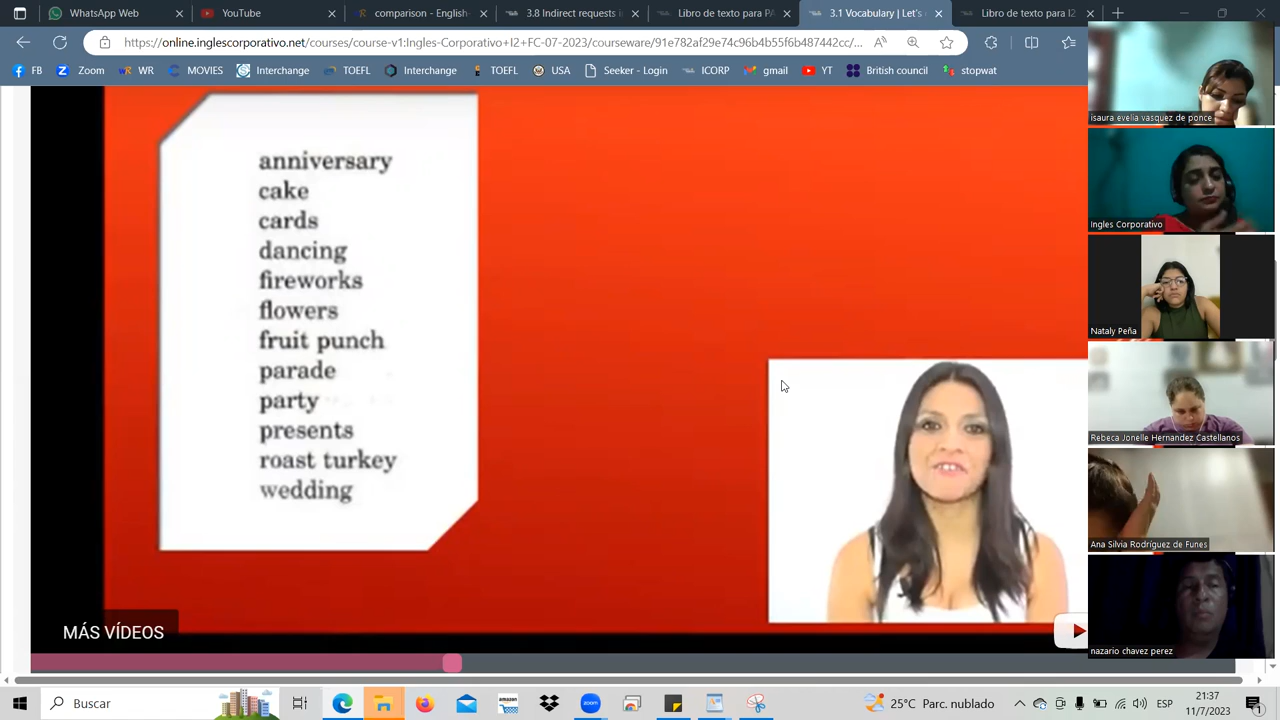 WhatsApp
YouTube
comparison - English-
3.8 Indirect requests i
Libro de texto para PA
3.1 Vocabulary | Let's
Libro de texto para I2
https://online.inglescorporativo.net/courses/course-v1:Ingles-Corporativo+I2+FC-07-2023/courseware/91e782af29e74c96b4b55f6b487442cc/...
FB
Zoom
WR
MOVIES
Interchange
TOEFL
Interchange
TOEFL
USA
Seeker - Login
ICORP
gmail
YT
British council
stopwat
anniversary
cake
cards
dancing
fireworks
flowers
fruit punch
parade
party
presents
roast turkey
wedding
MÁS VÍDEOS
isaura evelia vasquez de ponce
Ingles Corporativo
Nataly Peña
Rebeca Jonelle Hernandez Castellanos
Ana Silvia Rodríguez de Funes
nazario chavez perez
Buscar
25°C Parc. nublado
ESP
21:37
11/7/2023